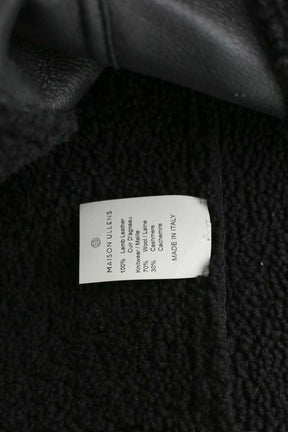 MAISON ULLENS
100% Lamb Leather
Cuir D'agneau
Knitwear / Maille
70% Wool / Laine
30% Cashmere
Cachemire
MADE IN ITALY